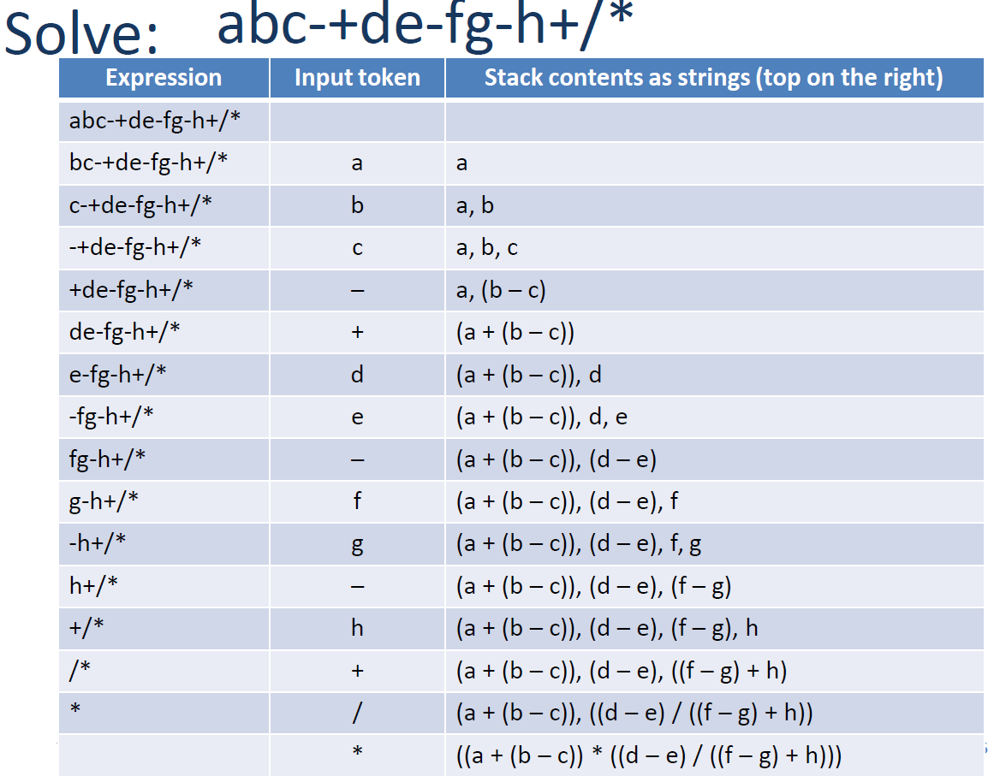 Solve: abc-+de-fg-h+/*
Expression Input token Stack contents as strings (top on the right)
abc-+de-fg-h+/*
bc-+de-fg-h+/* a a
c-+de-fg-h+/* b a, b
-+de-fg-h+/* c a, b, c
+de-fg-h+/* – a, (b – c)
de-fg-h+/* + (a + (b – c))
e-fg-h+/* d (a + (b – c)), d
-fg-h+/* e (a + (b – c)), d, e
fg-h+/* – (a + (b – c)), (d – e)
g-h+/* f (a + (b – c)), (d – e), f
-h+/* g (a + (b – c)), (d – e), f, g
h+/* – (a + (b – c)), (d – e), (f – g)
+/* h (a + (b – c)), (d – e), (f – g), h
/* + (a + (b – c)), (d – e), ((f – g) + h)
* / (a + (b – c)), ((d – e) / ((f – g) + h))
* ((a + (b – c)) * ((d – e) / ((f – g) + h)))